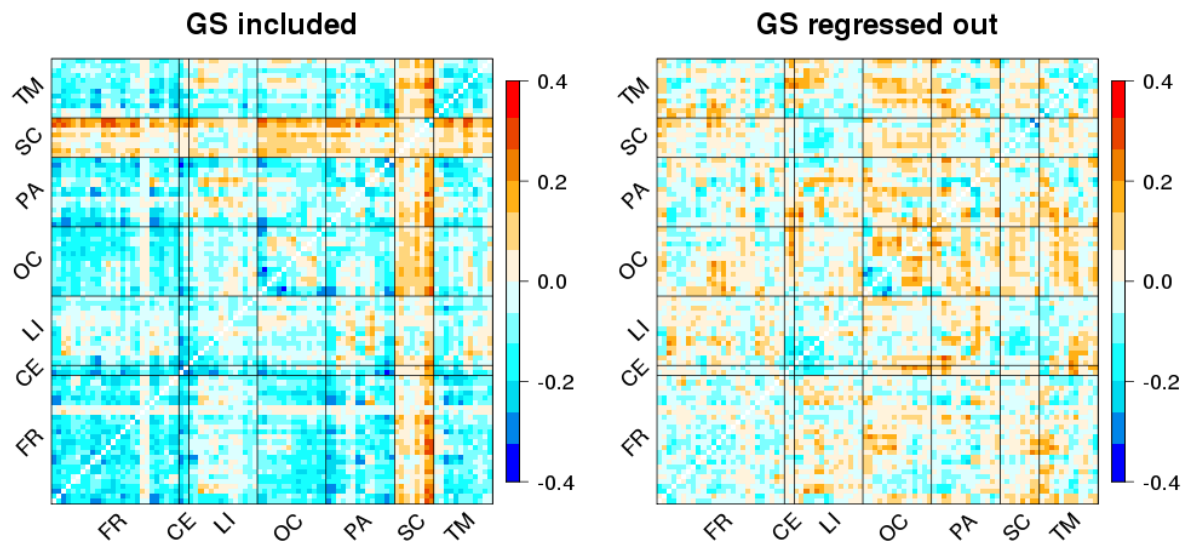 GS included
GS regressed out
TM
SC
PA
OC
LI
CE
FR
FR
CE
LI
OC
PA
SC
TM
0.4
0.2
0.0
-0.2
-0.4
TM
SC
PA
OC
LI
CE
FR
FR
CE
LI
OC
PA
SC
TM
0.4
0.2
0.0
-0.2
-0.4